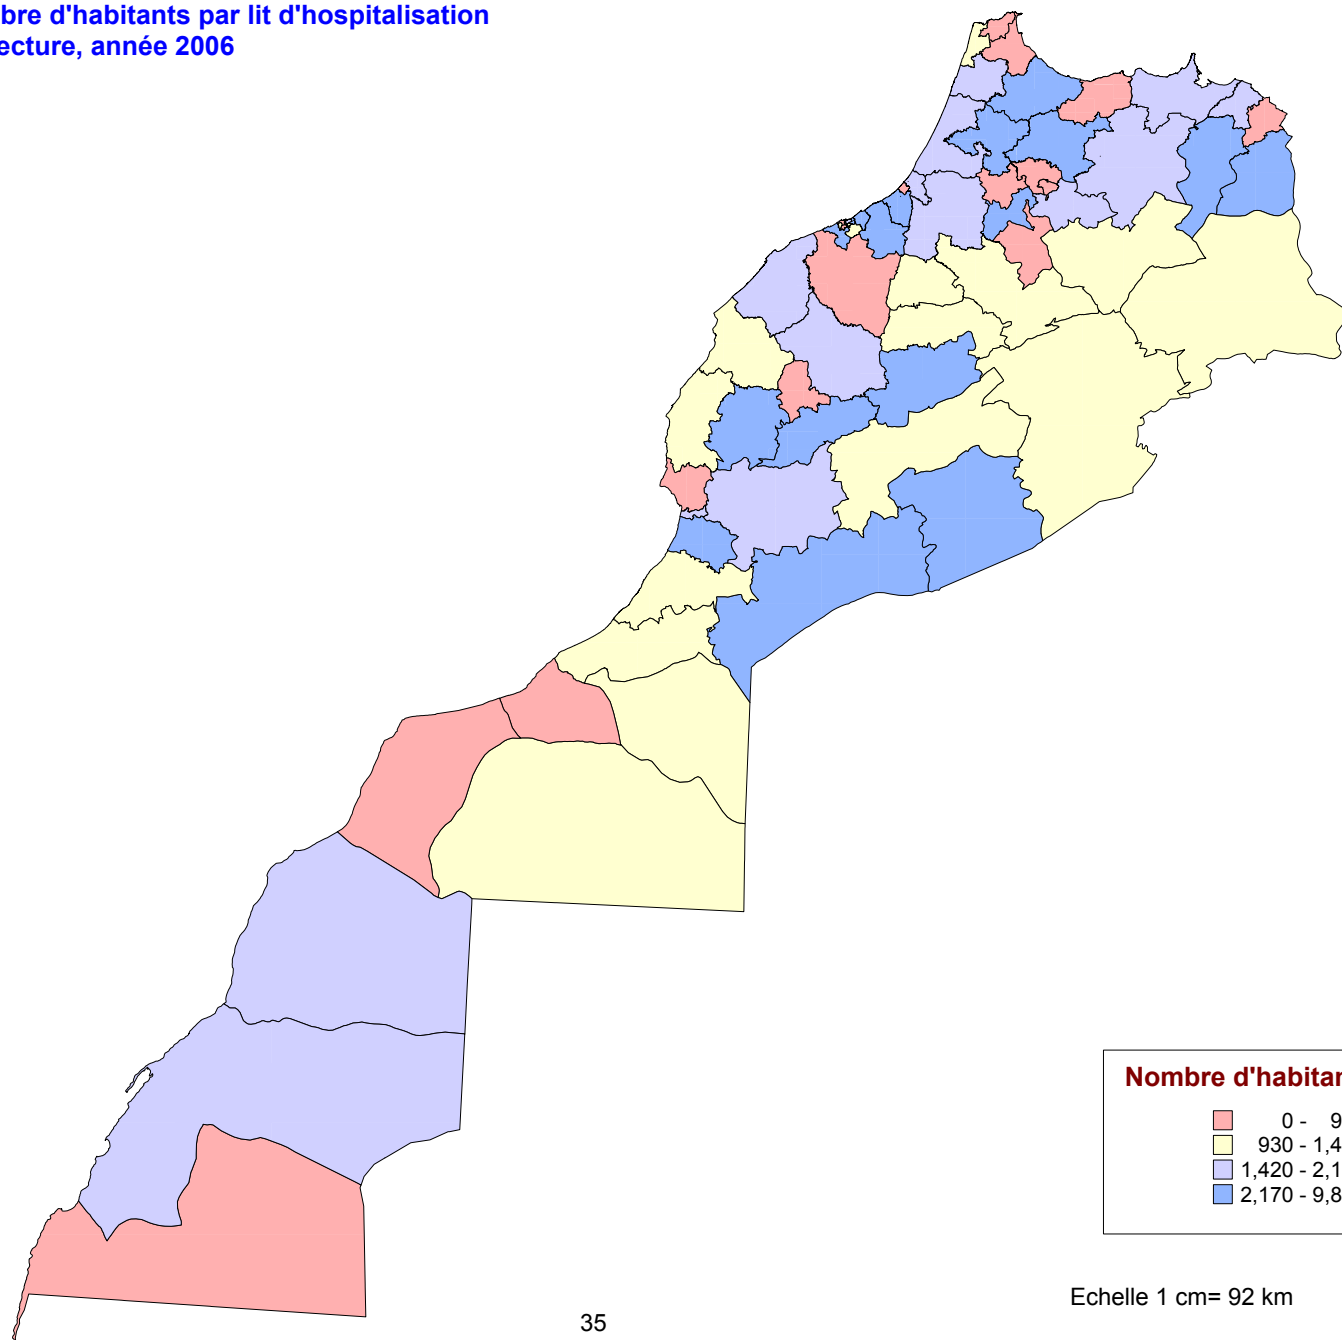 bre d'habitants par lit d'hospitalisation
ecture, année 2006
Nombre d'habitan
0 - 9
930 - 1,4
1,420 - 2,1
2,170 - 9,8
Echelle 1 cm= 92 km
35